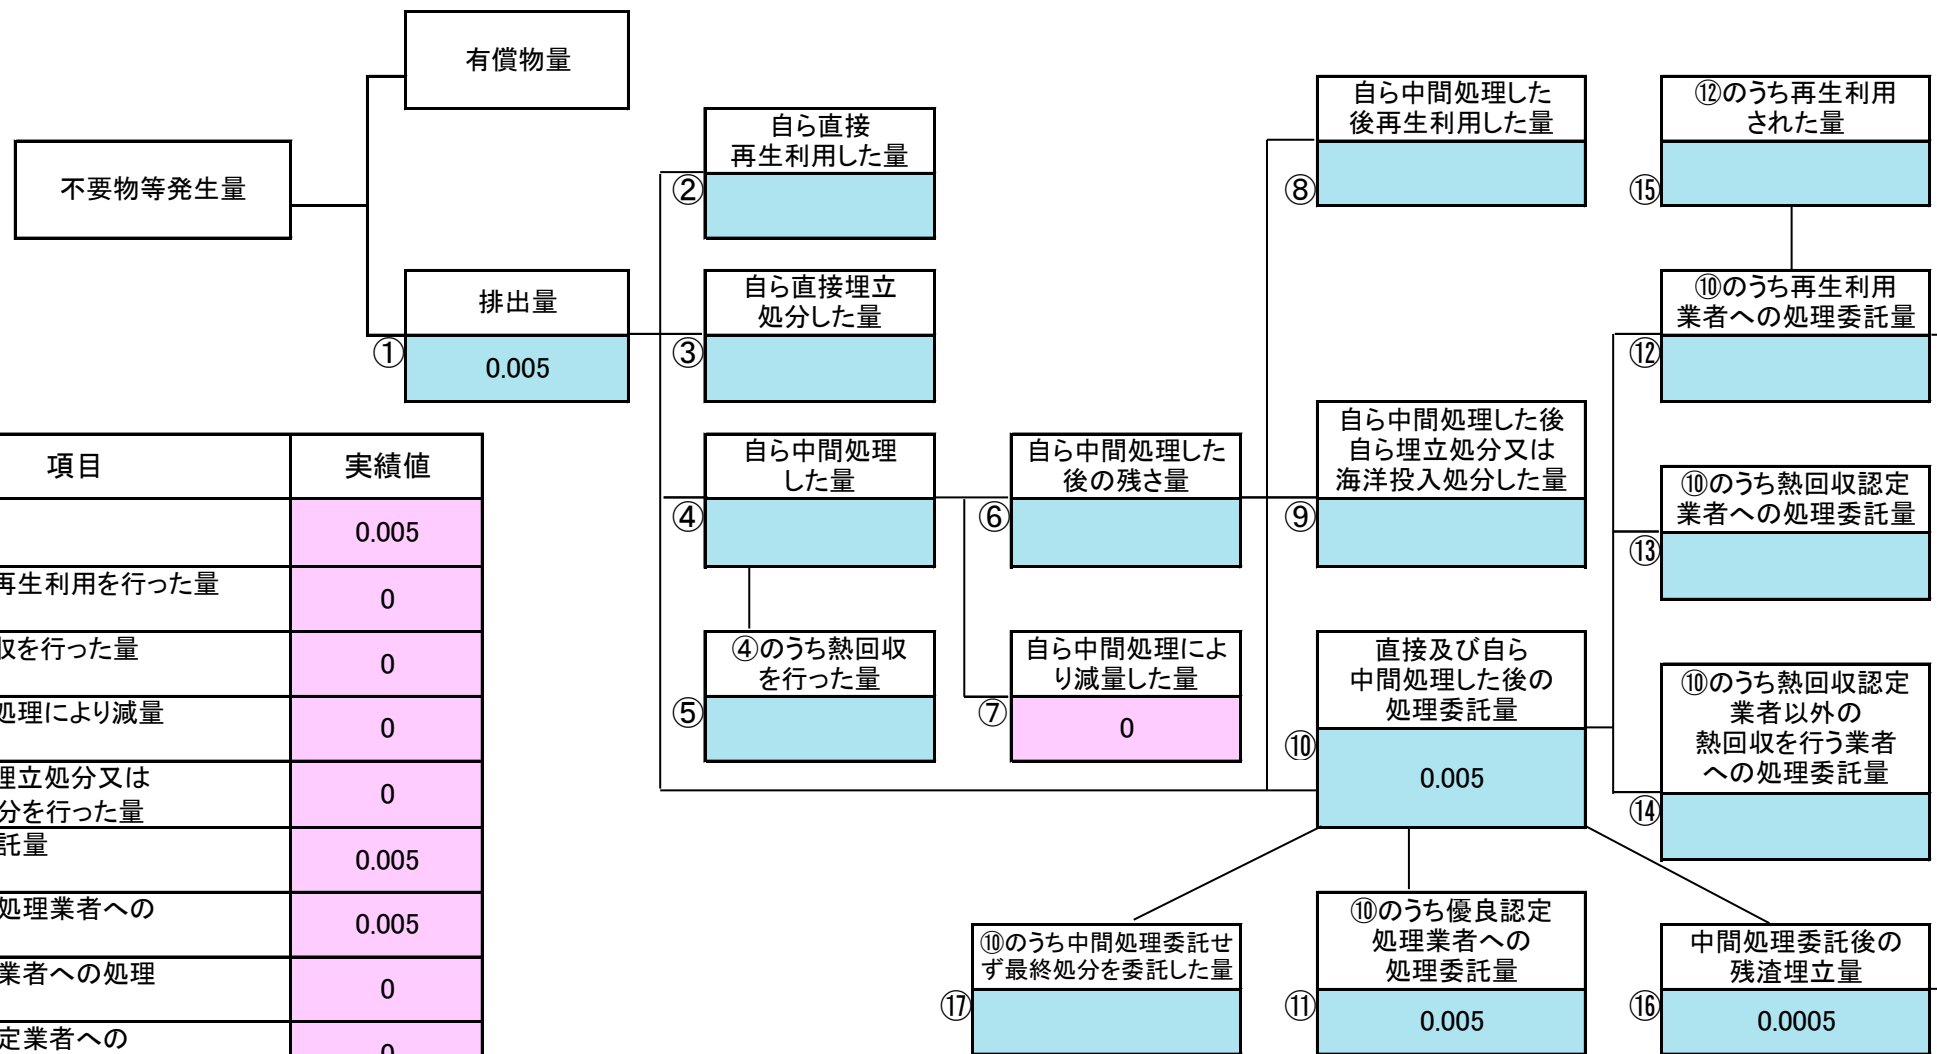 有償物量
不要物等発生量
排出量
①
0.005
自ら直接
再生利用した量
②
自ら直接埋立
処分した量
③
自ら中間処理
した量
④
④のうち熱回収
を行った量
⑤
自ら中間処理した
後の残さ量
⑥
自ら中間処理によ
り減量した量
⑦
0
自ら中間処理した
後再生利用した量
⑧
自ら中間処理した後
自ら埋立処分又は
海洋投入処分した量
⑨
直接及び自ら
中間処理した後の
処理委託量
⑩
0.005
⑫のうち再生利用
された量
⑮
⑩のうち再生利用
業者への処理委託量
⑫
⑩のうち熱回収認定
業者への処理委託量
⑬
⑩のうち熱回収認定
業者以外の
熱回収を行う業者
への処理委託量
⑭
⑩のうち中間処理委託せ
ず最終処分を委託した量
⑰
⑩のうち優良認定
処理業者への
処理委託量
⑪
0.005
中間処理委託後の
残渣埋立量
⑯
0.0005
項目
実績値
0.005
再生利用を行った量
0
収を行った量
0
処理により減量
0
埋立処分又は
分を行った量
0
託量
0.005
処理業者への
0.005
業者への処理
0
定業者への
0